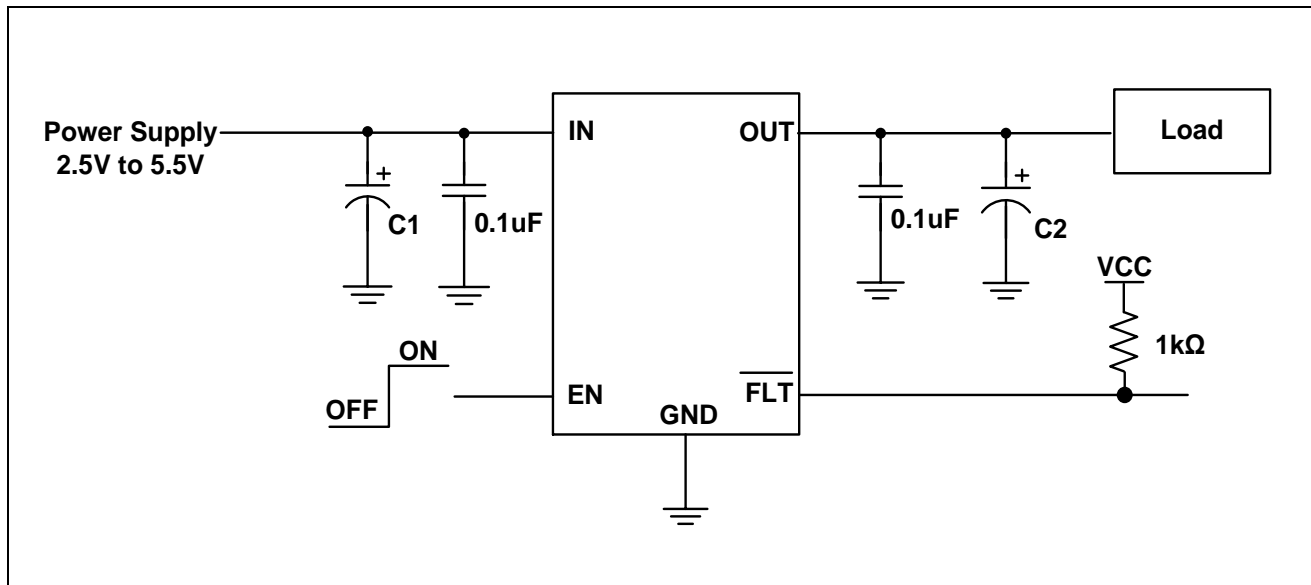 Power Supply
2.5V to 5.5V
IN
OUT
Load
+
C1
0.1uF
0.1uF
+
C2
VCC
1kΩ
ON
OFF
EN
GND
FLT